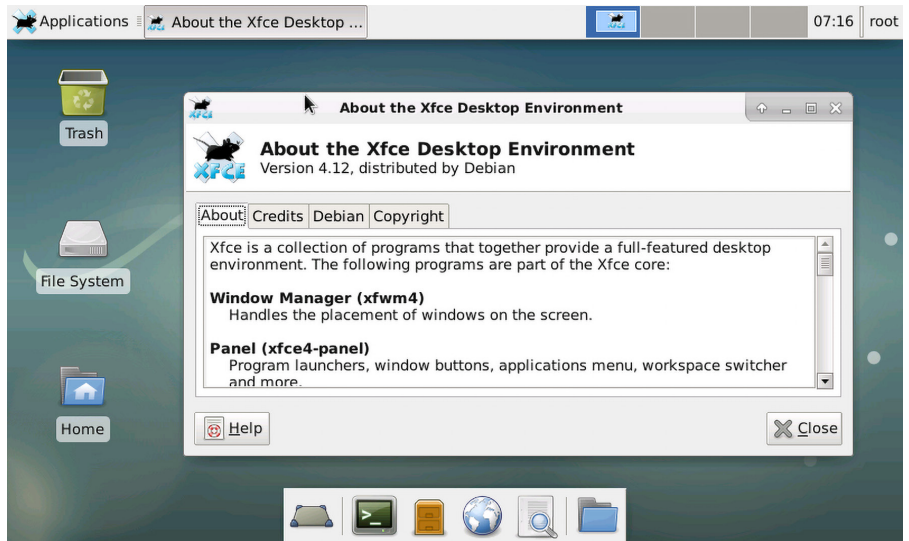 Applications
About the Xfce Desktop ...
07:16
root
Trash
File System
Home
About the Xfce Desktop Environment
XFCE
About the Xfce Desktop Environment
Version 4.12, distributed by Debian
About
Credits
Debian
Copyright
Xfce is a collection of programs that together provide a full-featured desktop
environment. The following programs are part of the Xfce core:
Window Manager (xfwm4)
Handles the placement of windows on the screen.
Panel (xfce4-panel)
Program launchers, window buttons, applications menu, workspace switcher
and more.
Help
Close